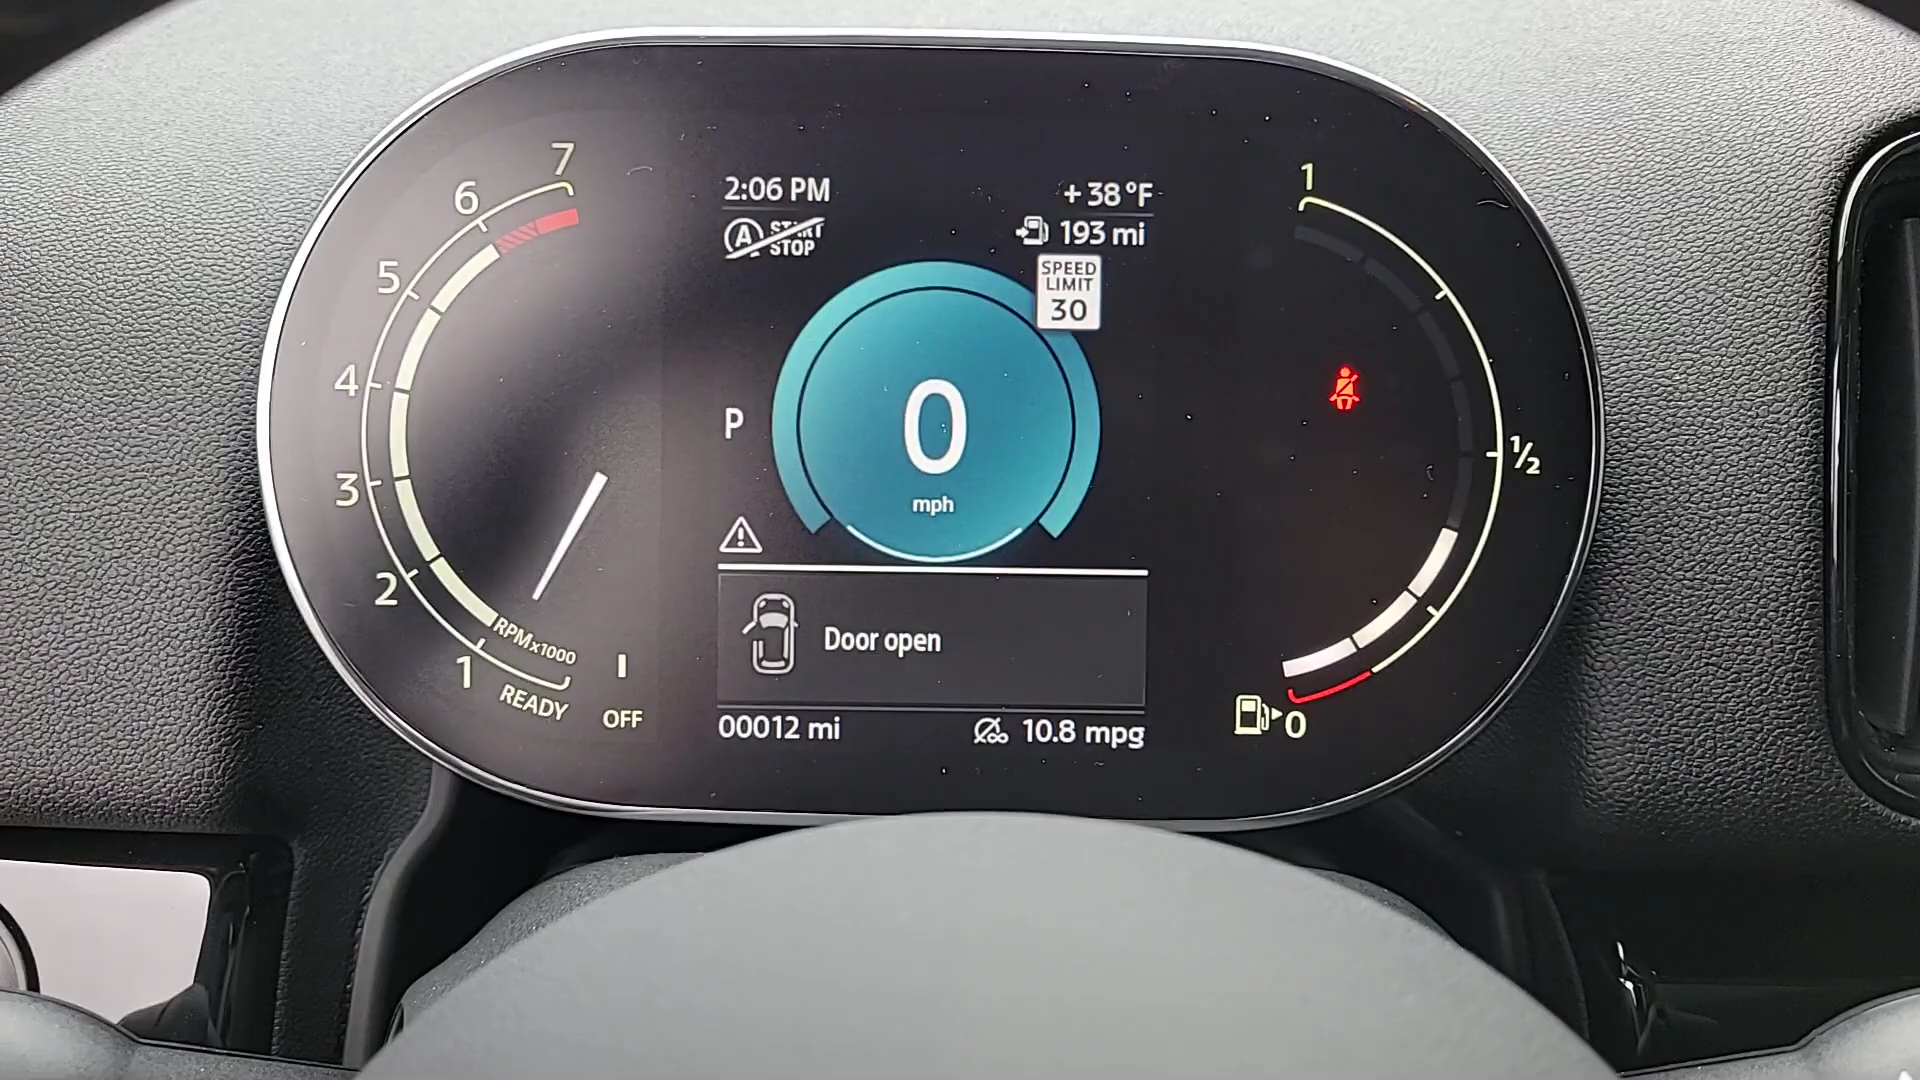 7
6
5
4
3
2
1
RPMx1000
READY
OFF
2:06 PM
+38°F
A START STOP
193 mi
SPEED
LIMIT
30
P
0
mph
Door open
00012 mi
10.8 mpg
1
½
0